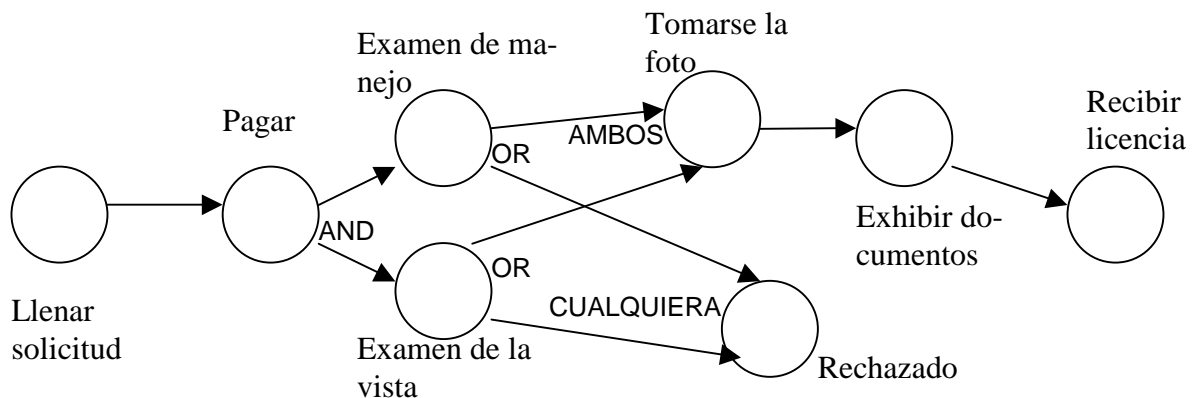 Llenar
solicitud
Pagar
AND
Examen de ma-
nejo
OR
Examen de la
vista
OR
AMBOS
Tomarse la
foto
CUALQUIERA
Rechazado
Exhibir do-
cumentos
Recibir
licencia